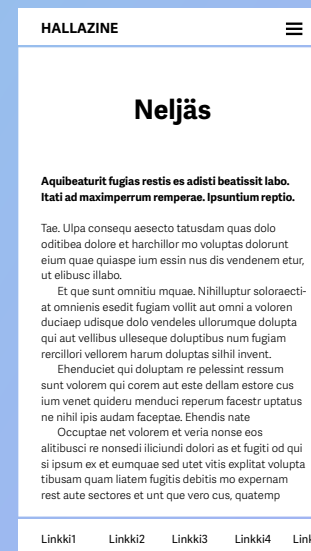 HALLAZINE
Neljäs
Aquibeaturit fugias restis es adisti beatissit labo.
Itati ad maximperrum remperae. Ipsuntium reptio.
Tae. Ulpa consequ aesecto tatusdam quas dolo
oditibea dolore et harchillor mo voluptas dolorunt
eium quae quiaspe ium essin nus dis vendenem etur,
ut elibusc illabo.
Et que sunt omnitiu mquae. Nihilluptur soloraecti-
at omnienis esedit fugiam vollit aut omni a voloren
duciaep udisque dolo vendeles ullorumque dolupta
qui aut vellibus ulleseque doluptibus num fugiam
rercillori vellorem harum doluptas silhil invent.
Ehenduciet qui doluptam re pelessint ressum
sunt volorem qui corem aut este dellam estore cus
ium venet quideru menduci reperum facestr uptatus
ne nihil ipis audam faceptae. Ehendis nate
Occuptae net volorem et veria nonse eos
alitibusci re nonsedi iliciundi dolori as et fugiti od qui
si ipsum ex et eumquae sed utet vitis explitat volupta
tibusam quam liatem fugitis debitis mo expernam
rest aute sectores et unt que vero cus, quatemp
Linkki1 Linkki2 Linkki3 Linkki4 Link